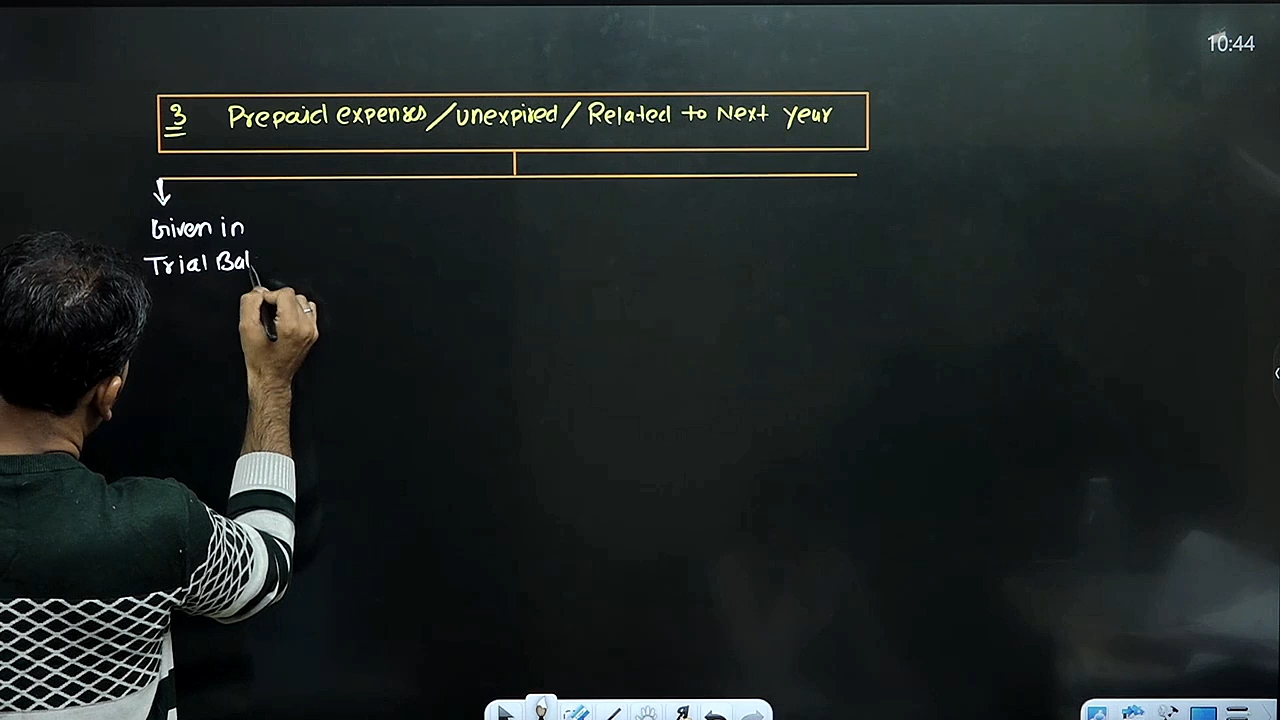 10:44
3 Prepaid expenses/unexpired/Related to Next year
Given in
Trial Bal